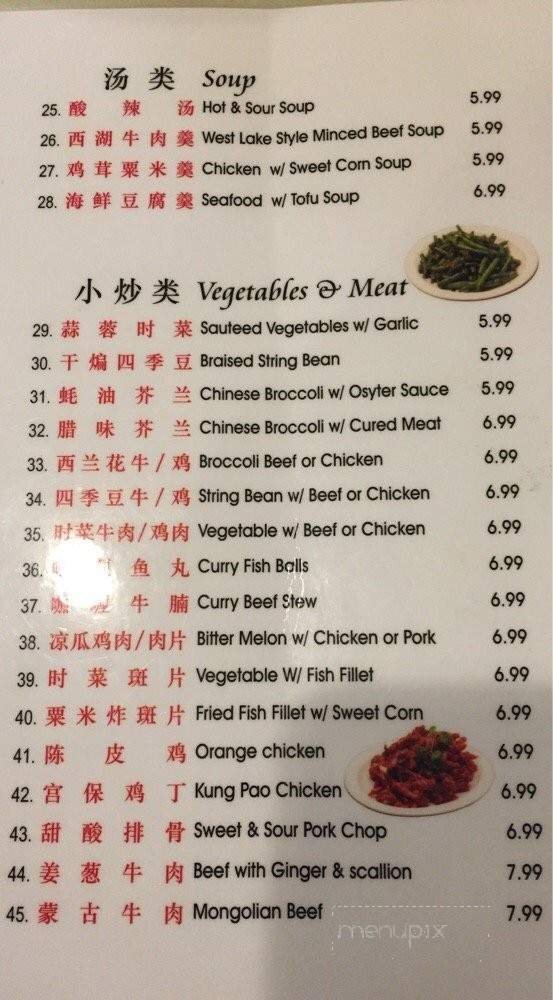 汤类 Soup
25. 酸辣汤 Hot & Sour Soup 5.99
26. 西湖牛肉羹 West Lake Style Minced Beef Soup 5.99
27. 鸡茸粟米羹 Chicken w/ Sweet Corn Soup 5.99
28. 海鲜豆腐羹 Seafood w/ Tofu Soup 6.99
小炒类 Vegetables & Meat
29. 蒜蓉时菜 Sauteed Vegetables w/ Garlic 5.99
30. 干煸四季豆 Braised String Bean 5.99
31. 蚝油芥兰 Chinese Broccoli w/ Osyter Sauce 5.99
32. 腊味芥兰 Chinese Broccoli w/ Cured Meat 6.99
33. 西兰花牛/鸡 Broccoli Beef or Chicken 6.99
34. 四季豆牛/鸡 String Bean w/ Beef or Chicken 6.99
35. 时菜牛肉/鸡肉 Vegetable w/ Beef or Chicken 6.99
36. 鱼丸 Curry Fish Balls 6.99
37. 咖喱牛腩 Curry Beef Stew 6.99
38. 凉瓜鸡肉/肉片 Bitter Melon w/ Chicken or Pork 6.99
39. 时菜斑片 Vegetable W/ Fish Fillet 6.99
40. 粟米炸斑片 Fried Fish Fillet w/ Sweet Corn 6.99
41. 陈皮鸡 Orange chicken 6.99
42. 宫保鸡丁 Kung Pao Chicken 6.99
43. 甜酸排骨 Sweet & Sour Pork Chop 6.99
44. 姜葱牛肉 Beef with Ginger & scallion 7.99
45. 蒙古牛肉 Mongolian Beef 7.99
menupix